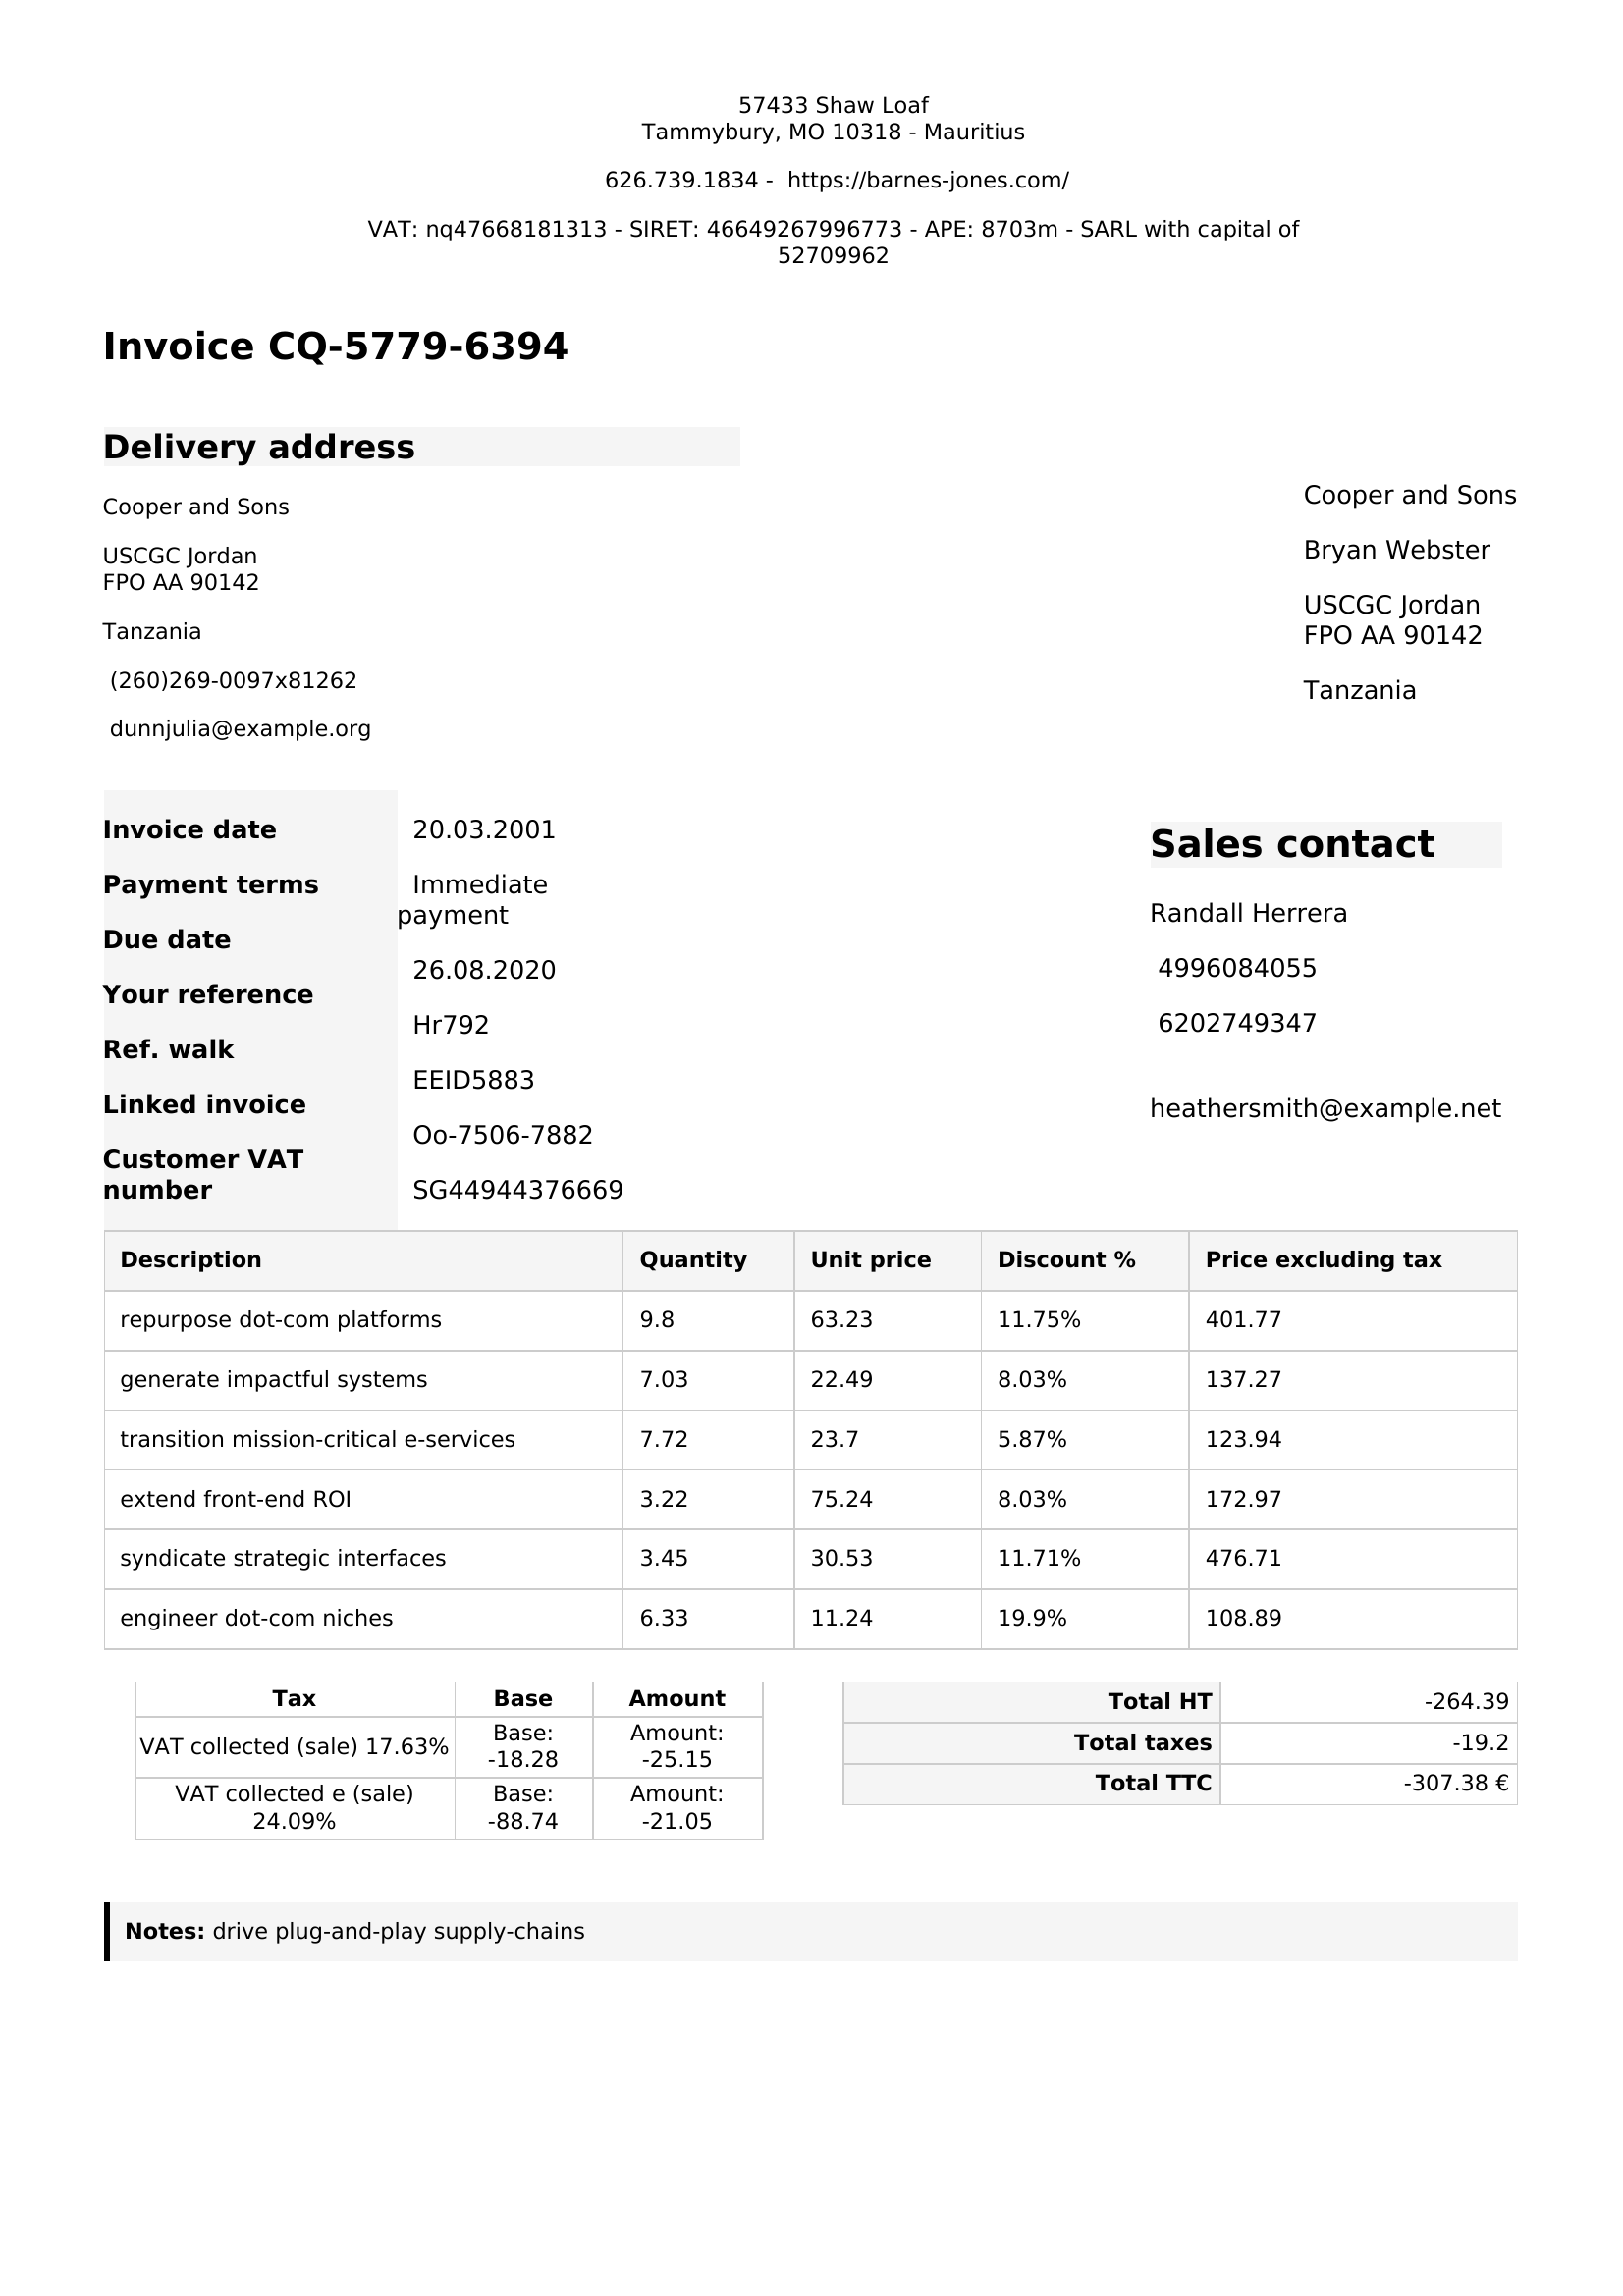 57433 Shaw Loaf
Tammybury, MO 10318 - Mauritius
626.739.1834 - https://barnes-jones.com/
VAT: nq47668181313 - SIRET: 46649267996773 - APE: 8703m - SARL with capital of
52709962
Invoice CQ-5779-6394
Delivery address
Cooper and Sons
USCGC Jordan
FPO AA 90142
Tanzania
(260)269-0097x81262
dunnjulia@example.org
Cooper and Sons
Bryan Webster
USCGC Jordan
FPO AA 90142
Tanzania
Invoice date
Payment terms
Due date
Your reference
Ref. walk
Linked invoice
Customer VAT
number
20.03.2001
Immediate
payment
26.08.2020
Hr792
EEID5883
Oo-7506-7882
SG44944376669
Sales contact
Randall Herrera
4996084055
6202749347
heathersmith@example.net
Description Quantity Unit price Discount % Price excluding tax
repurpose dot-com platforms 9.8 63.23 11.75% 401.77
generate impactful systems 7.03 22.49 8.03% 137.27
transition mission-critical e-services 7.72 23.7 5.87% 123.94
extend front-end ROI 3.22 75.24 8.03% 172.97
syndicate strategic interfaces 3.45 30.53 11.71% 476.71
engineer dot-com niches 6.33 11.24 19.9% 108.89
Tax Base Amount
VAT collected (sale) 17.63% Base: -18.28 Amount: -25.15
VAT collected e (sale) 24.09% Base: -88.74 Amount: -21.05
Total HT -264.39
Total taxes -19.2
Total TTC -307.38 €
Notes: drive plug-and-play supply-chains